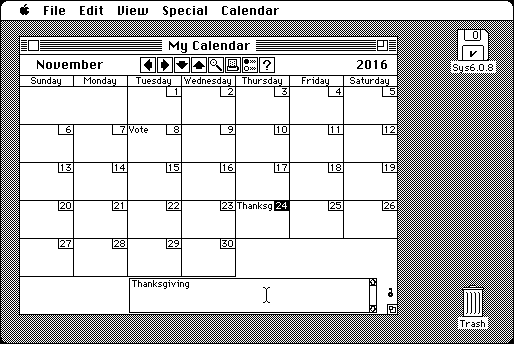 File Edit View Special Calendar
My Calendar
November ? 2016
Sunday Monday Tuesday Wednesday Thursday Friday Saturday
1 2 3 4 5
6 7 Vote 8 9 10 11 12
13 14 15 16 17 18 19
20 21 22 23 Thanksg 24 25 26
27 28 29 30
Thanksgiving
0
Sys6.0.8
Trash